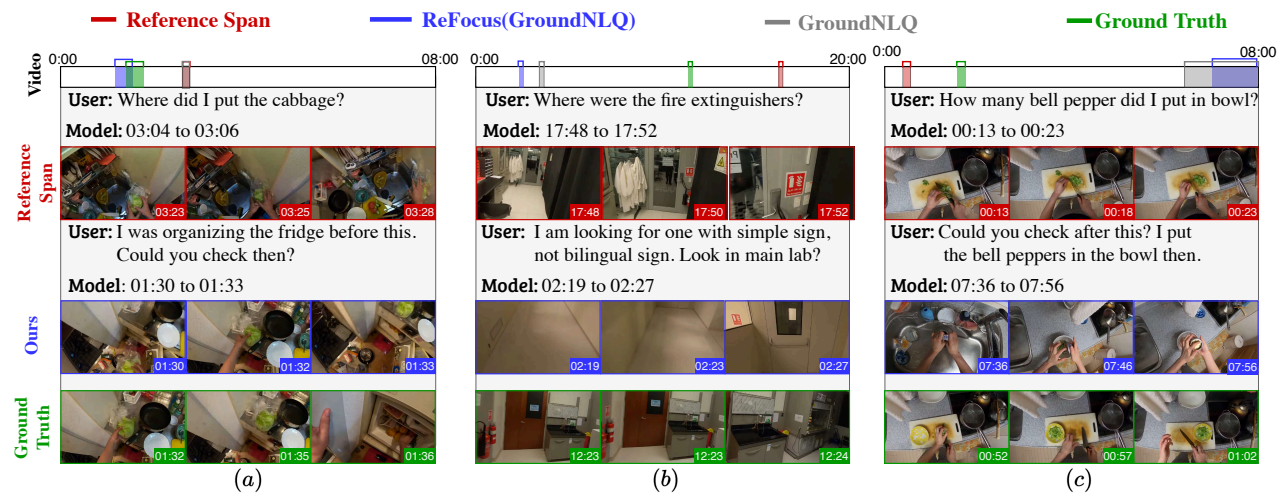 Reference Span ReFocus(GroundNLQ) GroundNLQ Ground Truth
Video
0:00 08:00
0:00 20:00
0:00 08:00
User: Where did I put the cabbage?
Model: 03:04 to 03:06
Reference Span
03:23 03:25 03:28
User: I was organizing the fridge before this.
Could you check then?
Model: 01:30 to 01:33
Ours
01:30 01:32 01:33
Ground Truth
01:32 01:35 01:36
(a)
User: Where were the fire extinguishers?
Model: 17:48 to 17:52
17:48 17:50 17:52
User: I am looking for one with simple sign,
not bilingual sign. Look in main lab?
Model: 02:19 to 02:27
02:19 02:23 02:27
12:23 12:23 12:24
(b)
User: How many bell pepper did I put in bowl?
Model: 00:13 to 00:23
00:13 00:18 00:23
User: Could you check after this? I put
the bell peppers in the bowl then.
Model: 07:36 to 07:56
07:36 07:46 07:56
00:52 00:57 01:02
(c)